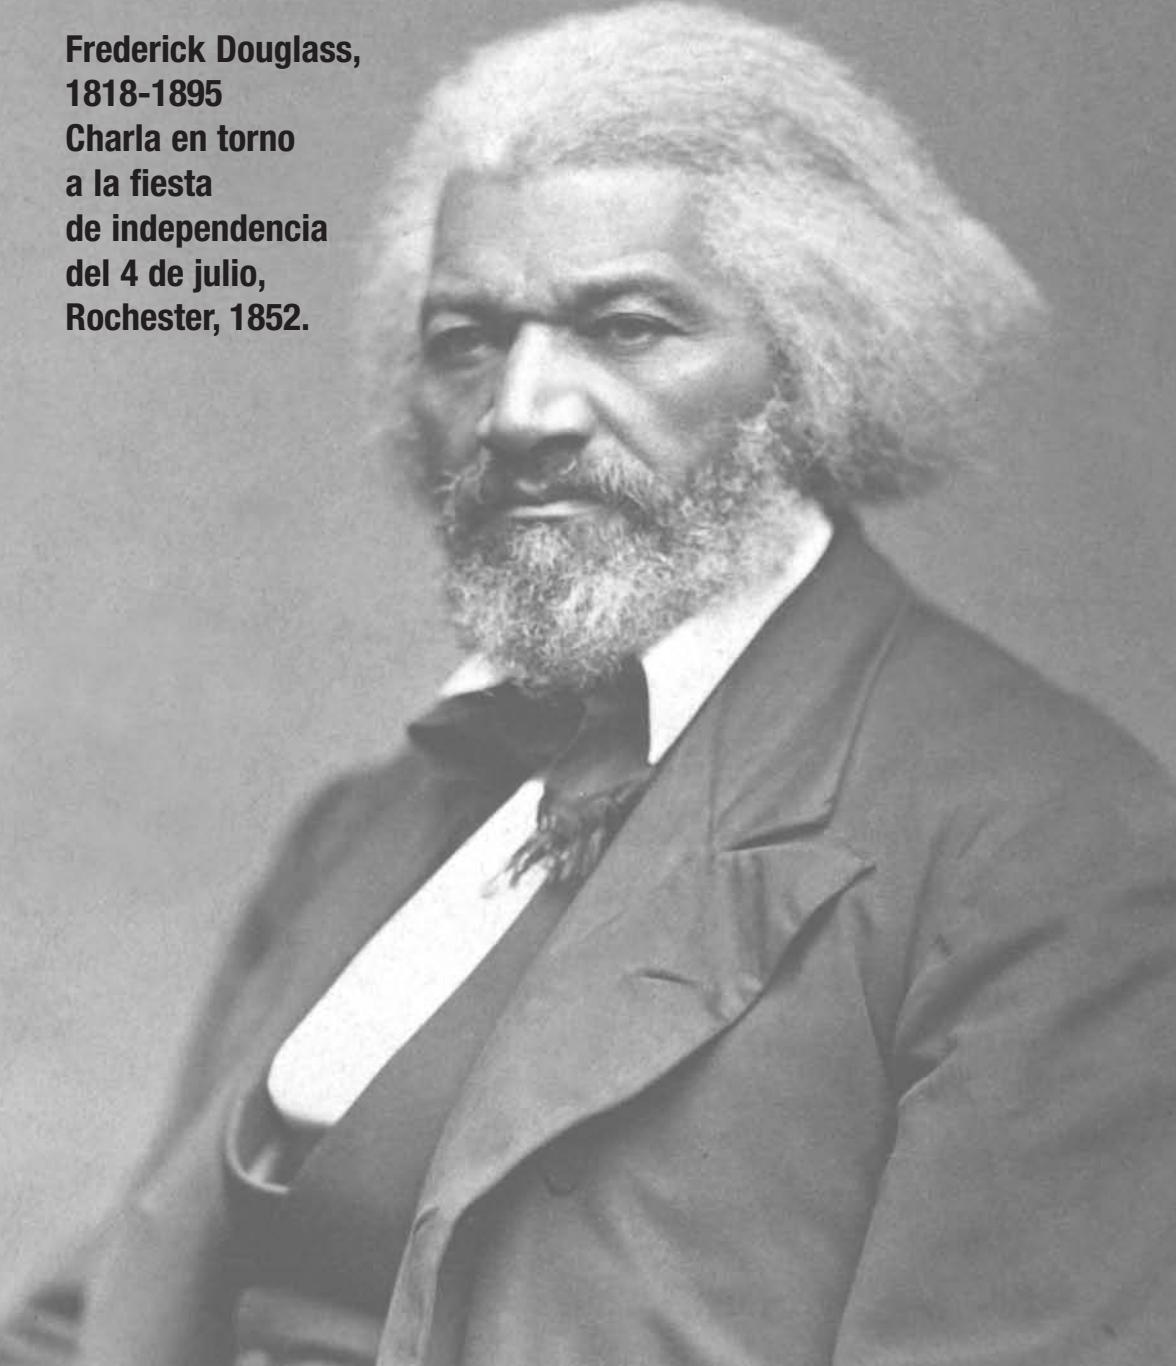 Frederick Douglass,
1818-1895
Charla en torno
a la fiesta
de independencia
del 4 de julio,
Rochester, 1852.